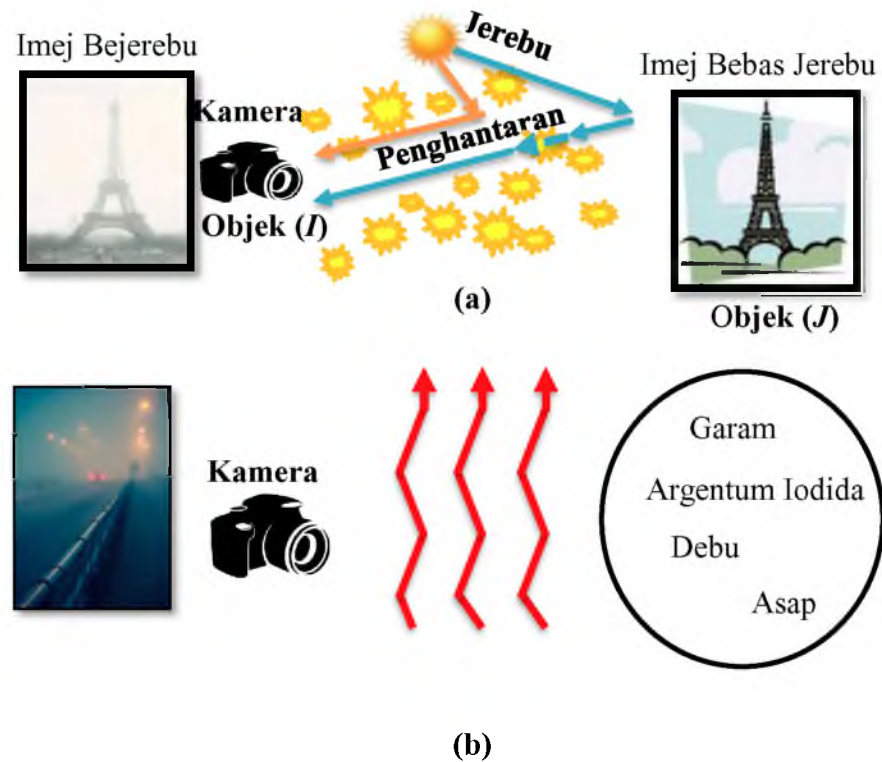 Imej Bejerebu
Jerebu
Imej Bebas Jerebu
Kamera
Penghantaran
Objek (I)
(a)
Objek (J)
Kamera
Garam
Argentum Iodida
Debu
Asap
(b)